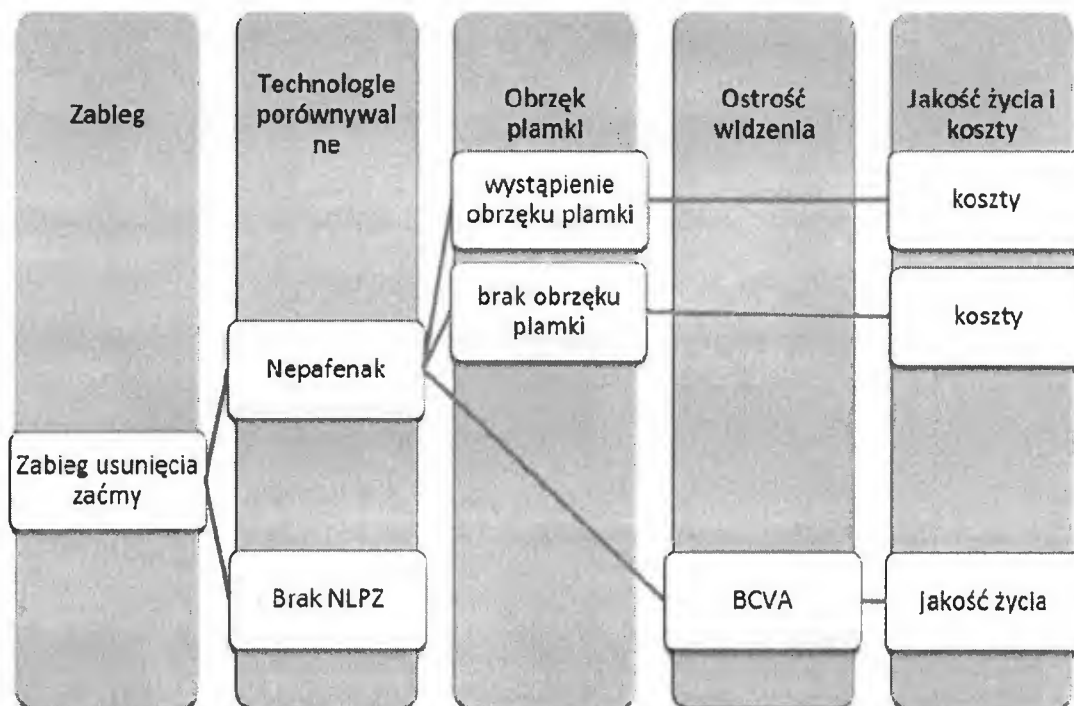 Zabieg
Technologie
porównywal
ne
Obrzęk
plamki
Ostrość
widzenia
Jakość życia i
koszty
wystąpienie
obrzęku plamki
koszty
brak obrzęku
plamki
koszty
Nepafenak
Zabieg usunięcia
zaćmy
Brak NLPZ
BCVA
jakość życia